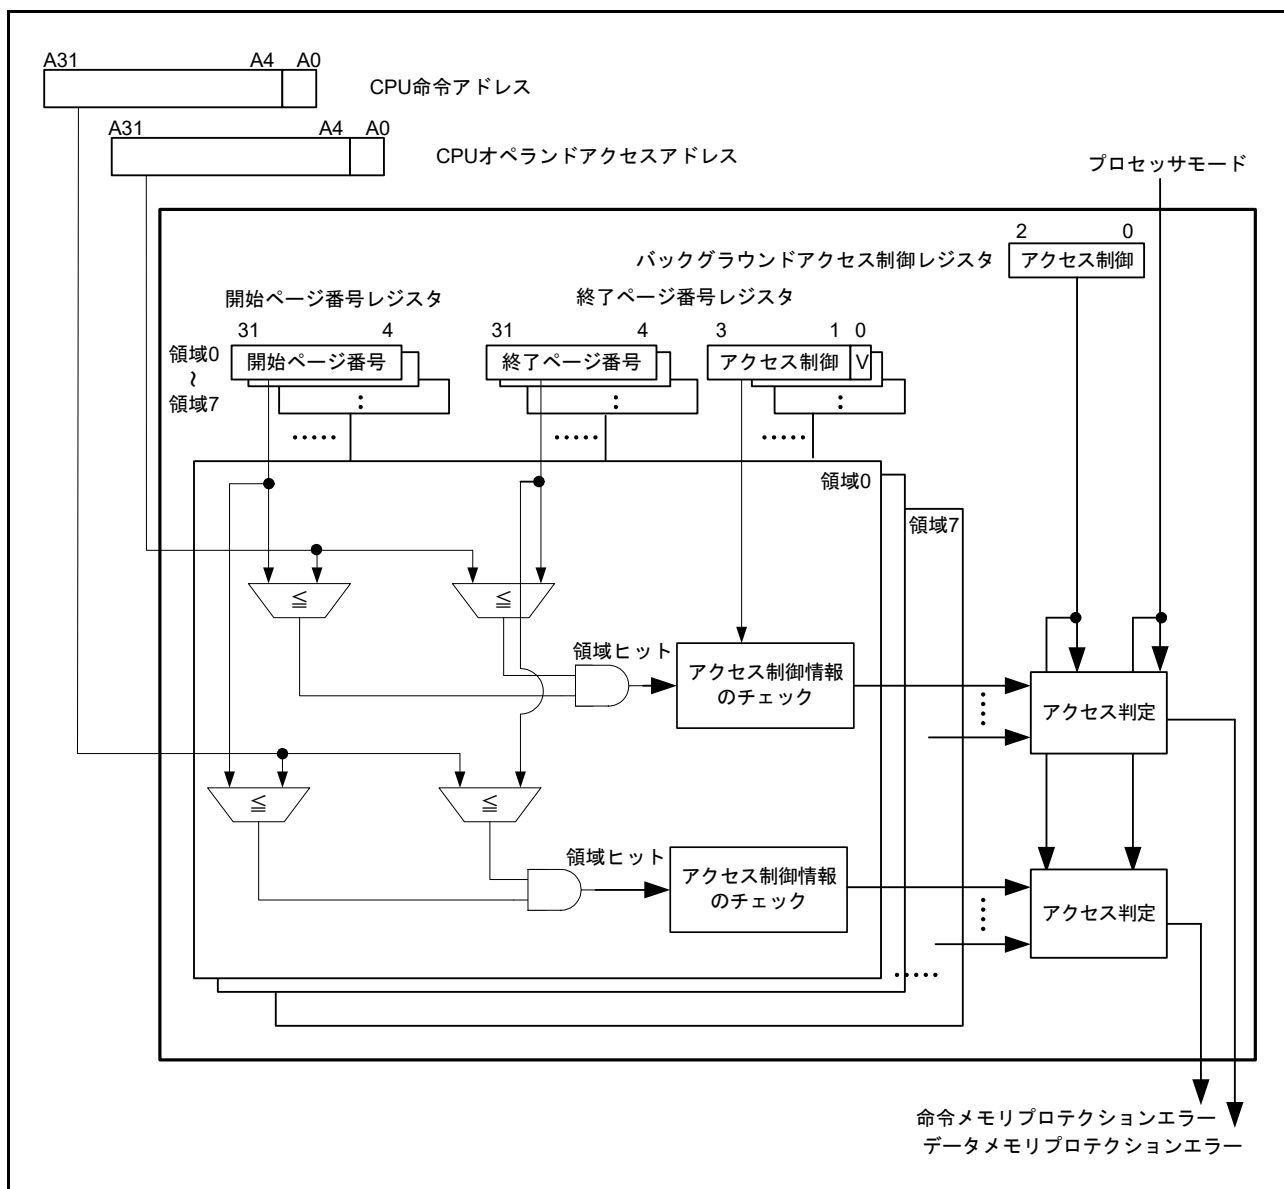 A31 A4 A0
CPU命令アドレス
A31 A4 A0
CPUオペランドアクセスアドレス
プロセッサモード
2 0
バックグラウンドアクセス制御レジスタ アクセス制御
開始ページ番号レジスタ 終了ページ番号レジスタ
31 4 31 4 3 1 0
領域0 開始ページ番号 終了ページ番号 アクセス制御 V
~
領域7
: : :
..... ..... .....
領域0
領域7
≦ ≦
領域ヒット
アクセス制御情報
のチェック
アクセス判定
≦ ≦
領域ヒット
アクセス制御情報
のチェック
アクセス判定
.....
命令メモリプロテクションエラー
データメモリプロテクションエラー